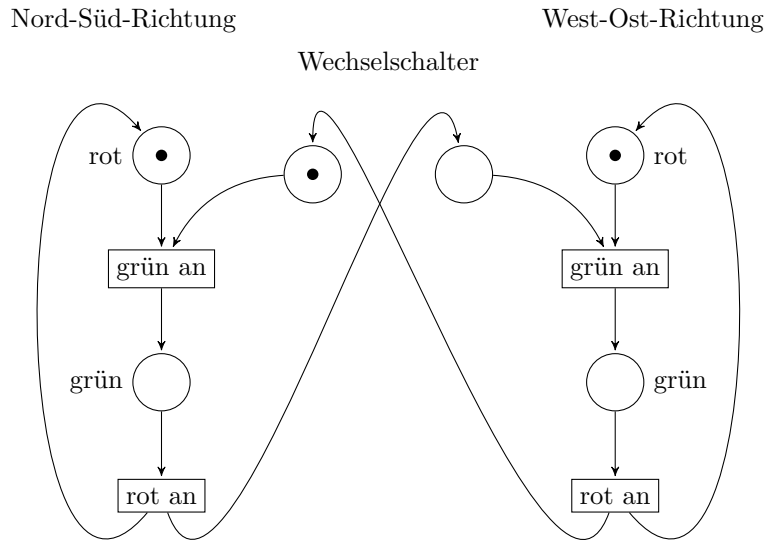 Nord-Süd-Richtung
West-Ost-Richtung
Wechselschalter
rot
rot
grün an
grün an
grün
grün
rot an
rot an